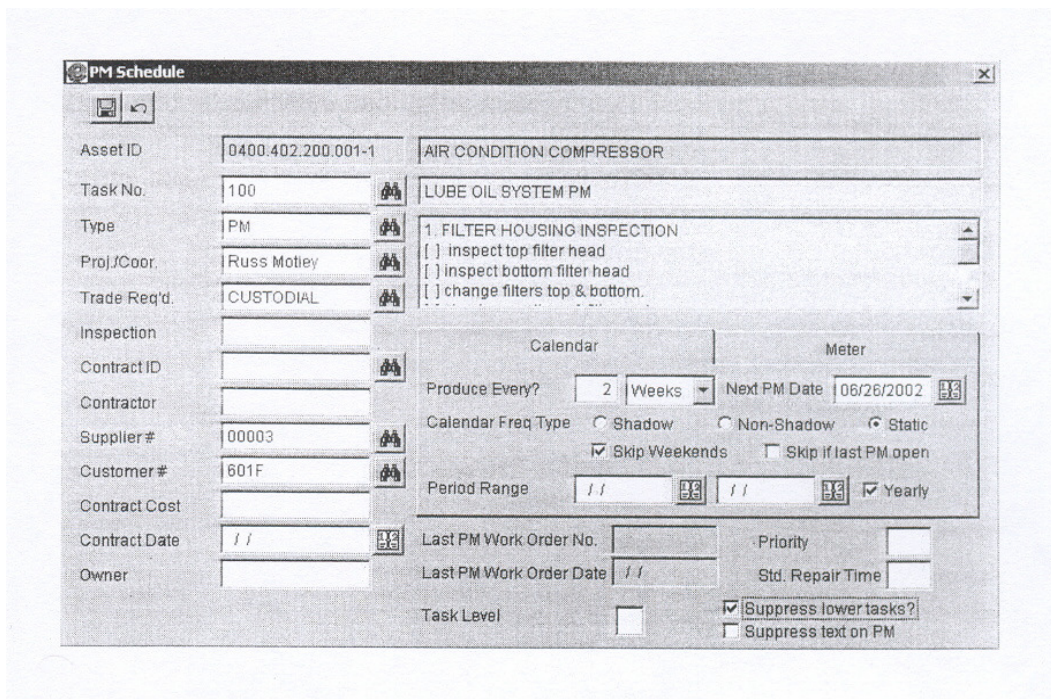 PM Schedule
Asset ID 0400.402.200.001-1 AIR CONDITION COMPRESSOR
Task No. 100 LUBE OIL SYSTEM PM
Type PM
1. FILTER HOUSING INSPECTION
[ ] inspect top filter head
Proj./Coor. Russ Motley
[ ] inspect bottom filter head
Trade Req'd. CUSTODIAL
[ ] change filters top & bottom.
Inspection
Calendar Meter
Contract ID
Produce Every? 2 Weeks Next PM Date 06/26/2002
Contractor
Calendar Freq Type Shadow Non-Shadow Static
Supplier # 00003
Skip Weekends Skip if last PM open
Customer # 601F
Period Range / / / / Yearly
Contract Cost
Contract Date / / Last PM Work Order No. Priority
Owner Last PM Work Order Date / / Std. Repair Time
Task Level Suppress lower tasks?
Suppress text on PM